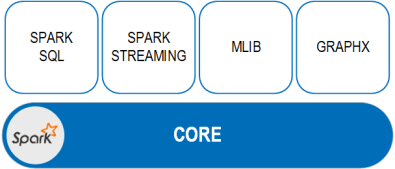 SPARK
SQL
SPARK
STREAMING
MLIB
GRAPHX
Spark
CORE